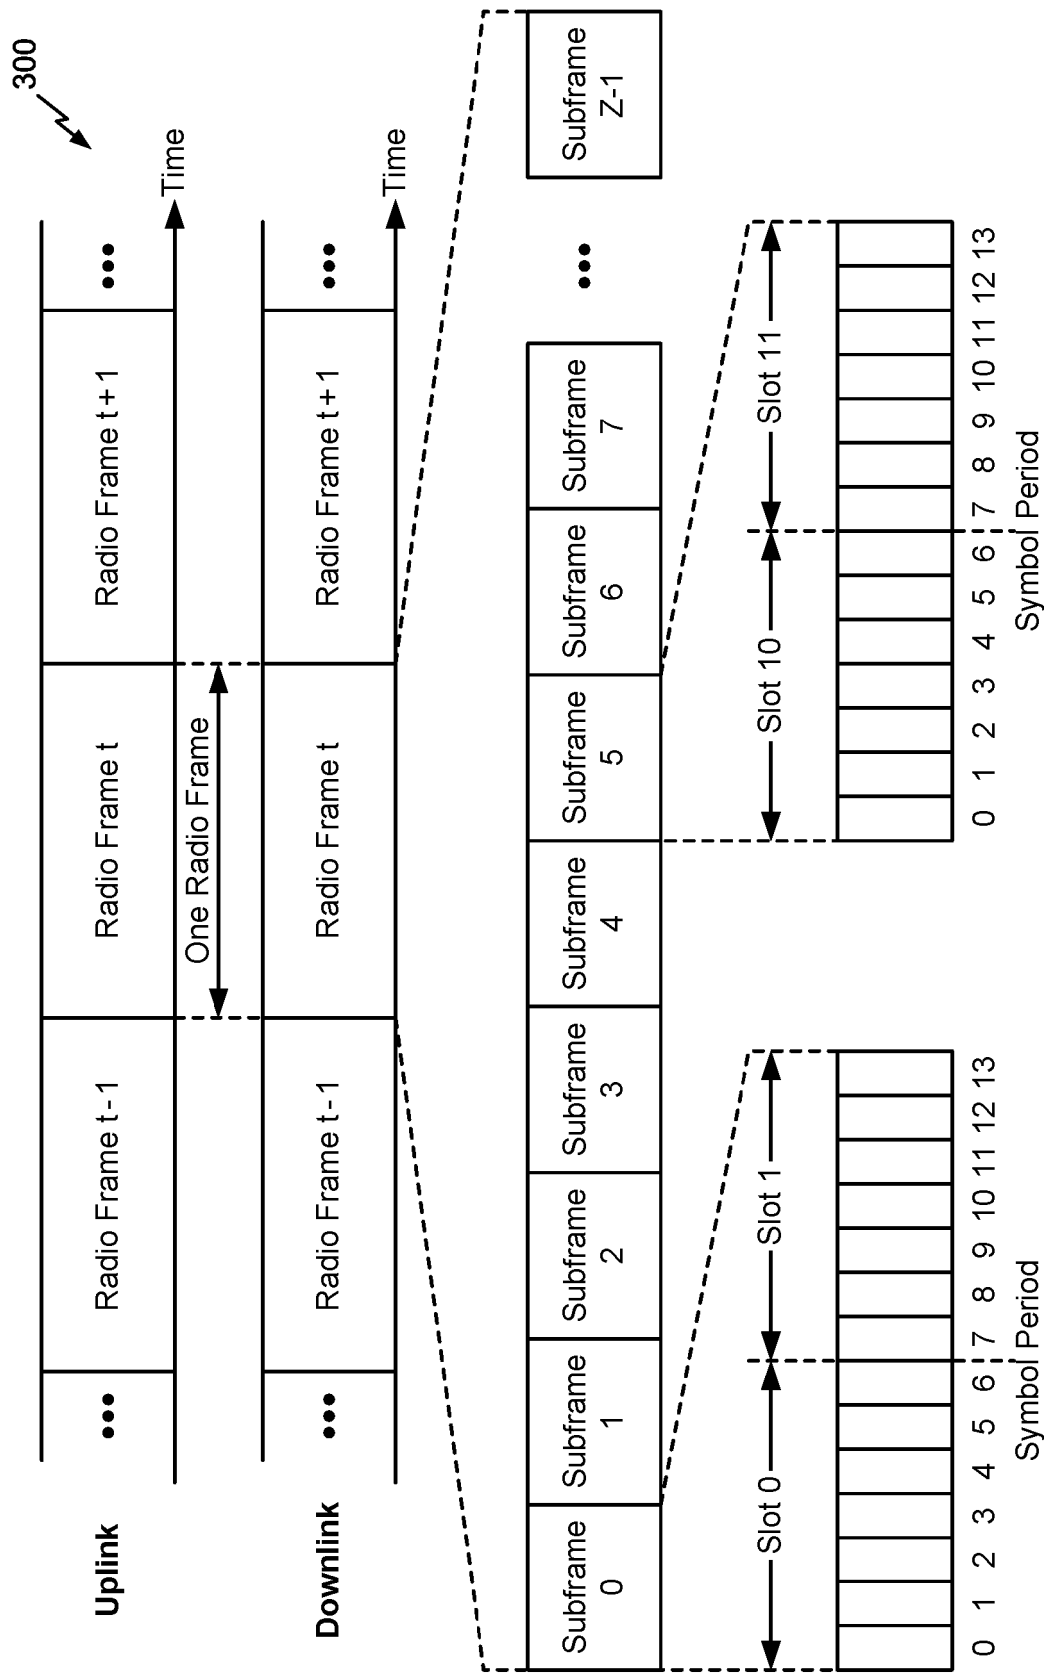 300
Uplink
Radio Frame t - 1
Radio Frame t
Radio Frame t + 1
Time
One Radio Frame
Downlink
Radio Frame t - 1
Radio Frame t
Radio Frame t + 1
Time
Subframe
0
Subframe
1
Subframe
2
Subframe
3
Subframe
4
Subframe
5
Subframe
6
Subframe
7
Subframe
Z-1
Slot 0
Slot 1
0 1 2 3 4 5 6 7 8 9 10 11 12 13
Symbol Period
Slot 10
Slot 11
0 1 2 3 4 5 6 7 8 9 10 11 12 13
Symbol Period